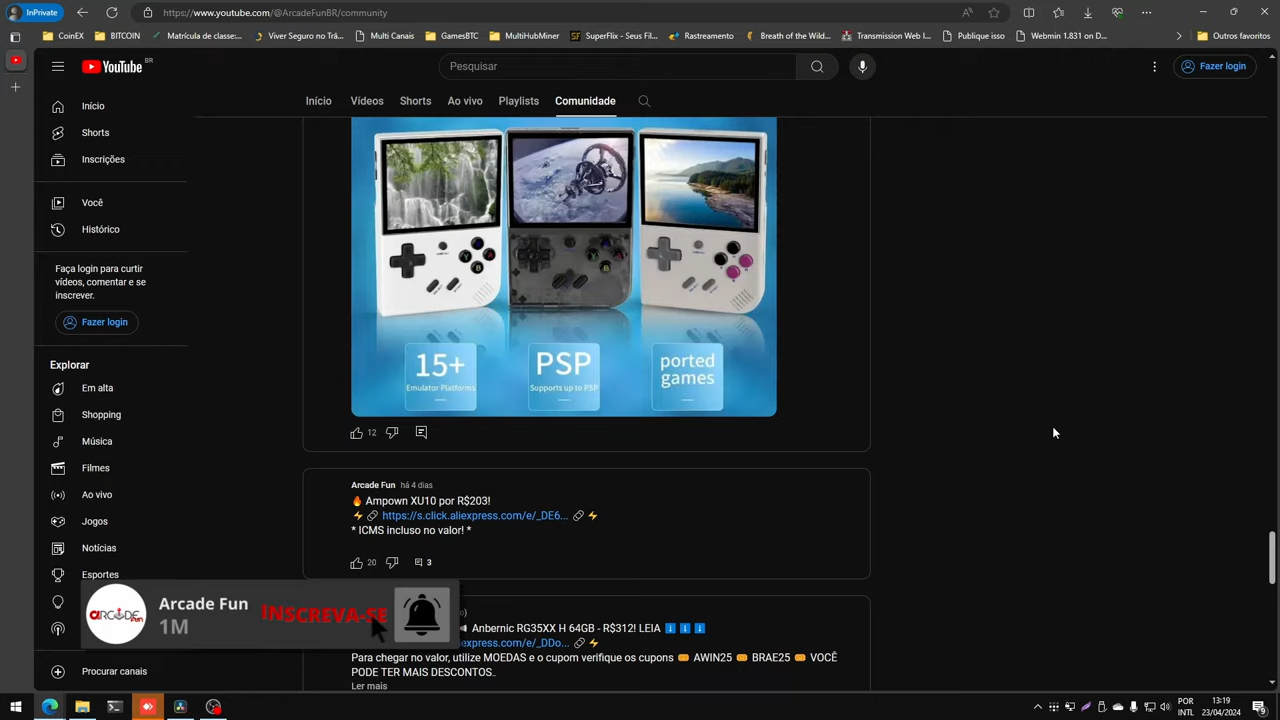 InPrivate
https://www.youtube.com/@ArcadeFunBR/community
CoinEX
BITCOIN
Matrícula de classe:...
Viver Seguro no Trâ...
Multi Canais
GamesBTC
MultiHubMiner
SuperFlix - Seus Fil...
Rastreamento
Breath of the Wild...
Transmission Web I...
Publique isso
Webmin 1.831 on D...
Outros favoritos
YouTube BR
Pesquisar
Fazer login
Início
Vídeos
Shorts
Ao vivo
Playlists
Comunidade
Início
Shorts
Inscrições
Você
Histórico
Faça login para curtir
vídeos, comentar e se
inscrever.
Fazer login
Explorar
Em alta
Shopping
Música
Filmes
Ao vivo
Jogos
Notícias
Esportes
Procurar canais
15+
Emulator Platforms
PSP
Supports up to PSP
ported
games
12
Arcade Fun há 4 dias
🔥 Ampown XU10 por R$203!
⚡ 🔗 https://s.click.aliexpress.com/e/_DE6... 🔗 ⚡
* ICMS incluso no valor! *
20
3
Anbernic RG35XX H 64GB - R$312! LEIA ⬇️ ⬇️ ⬇️
express.com/e/_DDo... 🔗 ⚡
Para chegar no valor, utilize MOEDAS e o cupom verifique os cupons 🎟 AWIN25 🎟 BRAE25 🎟 VOCÊ
PODE TER MAIS DESCONTOS..
Ler mais
ARCADE Fun
Arcade Fun
1M
INSCREVA-SE
POR
INTL
13:19
23/04/2024